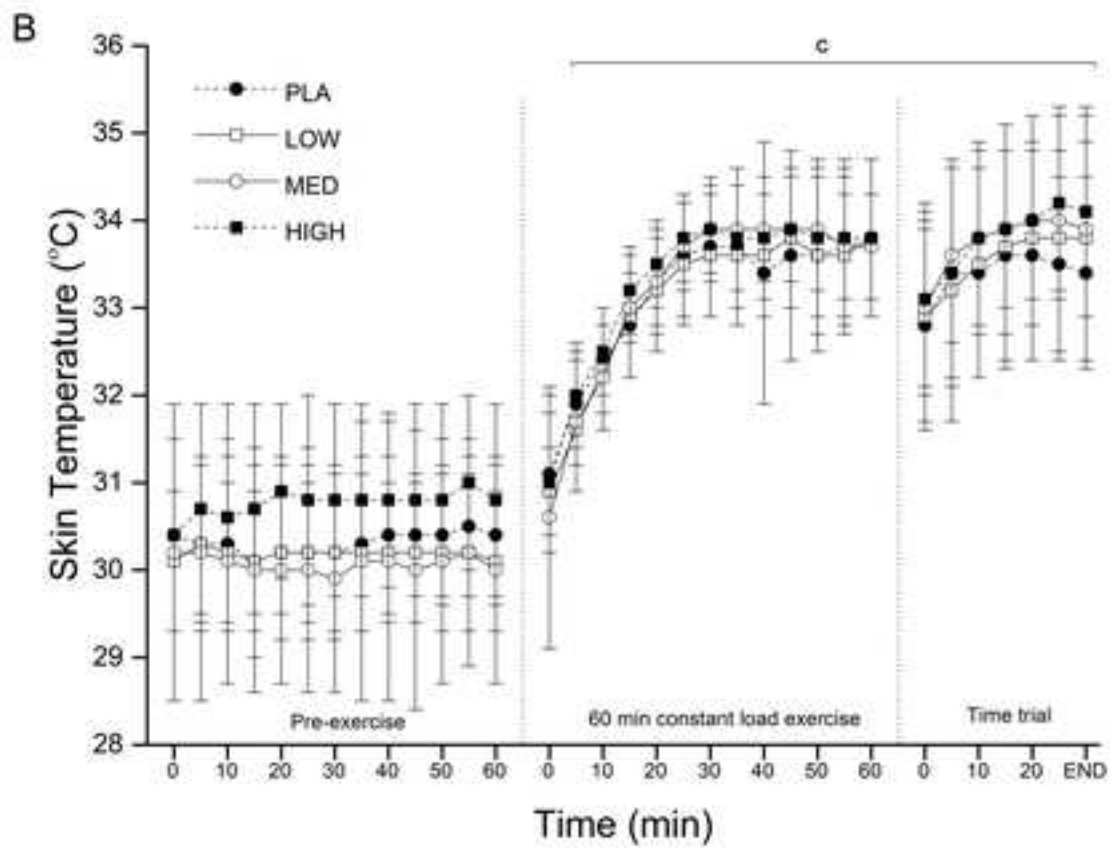 B
36
35
34
33
32
31
30
29
28
Skin Temperature (°C)
PLA
LOW
MED
HIGH
c
Pre-exercise
60 min constant load exercise
Time trial
0 10 20 30 40 50 60 0 10 20 30 40 50 60 0 10 20 END
Time (min)